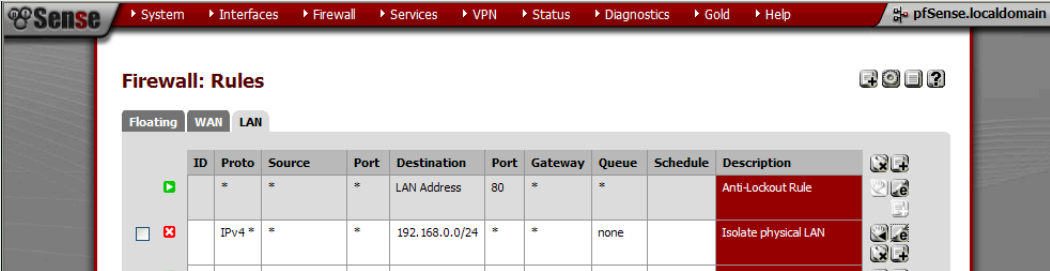 pfSense System Interfaces Firewall Services VPN Status Diagnostics Gold Help pfSense.localdomain
Firewall: Rules
Floating WAN LAN
ID Proto Source Port Destination Port Gateway Queue Schedule Description
* * * LAN Address 80 * * Anti-Lockout Rule
IPv4 * * * 192.168.0.0/24 * * none Isolate physical LAN